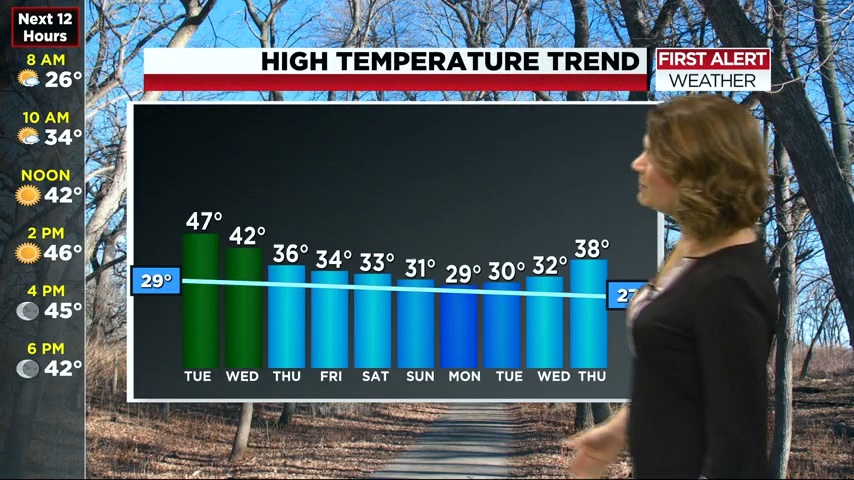 Next 12
Hours
8 AM
26°
10 AM
34°
NOON
42°
2 PM
46°
4 PM
45°
6 PM
42°
HIGH TEMPERATURE TREND
FIRST ALERT
WEATHER
47° 42° 36° 34° 33° 31° 29° 30° 32° 38°
29°
27
TUE WED THU FRI SAT SUN MON TUE WED THU